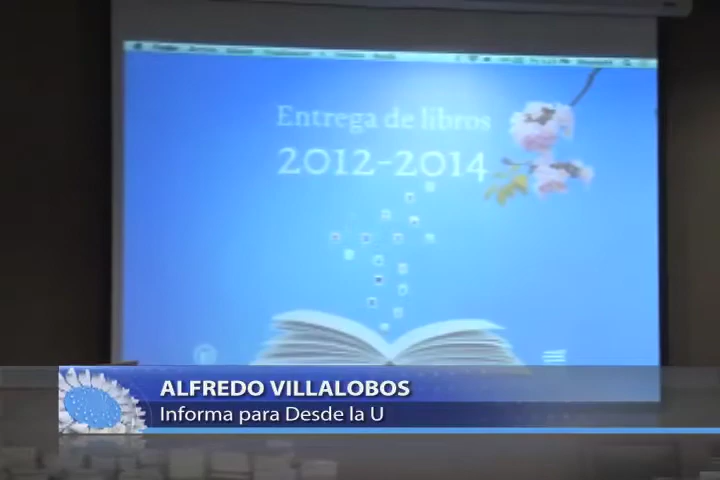 Entrega de libros
2012-2014
ALFREDO VILLALOBOS
Informa para Desde la U